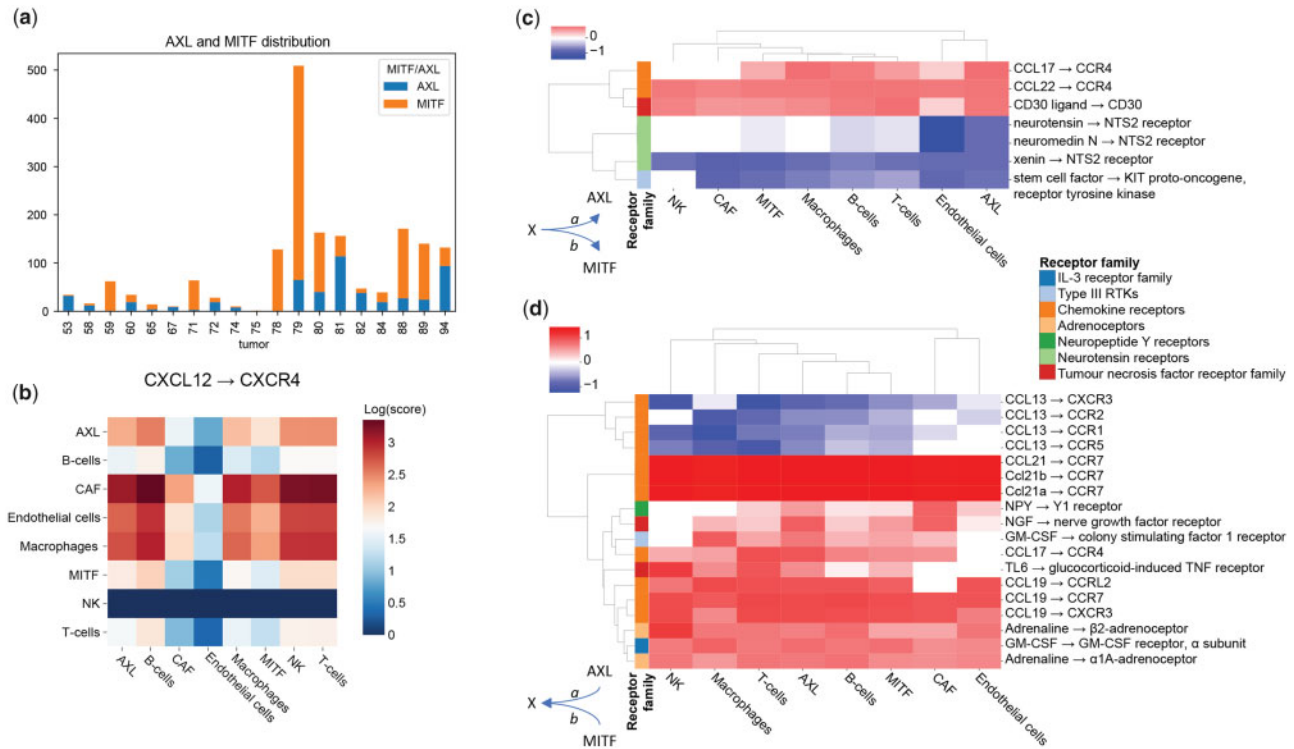 (a)
AXL and MITF distribution
500
400
300
200
100
0
MITF/AXL
AXL
MITF
53 58 59 60 65 67 71 72 74 75 78 79 80 81 82 84 88 89 94
tumor
(b)
CXCL12 → CXCR4
AXL
B-cells
CAF
Endothelial cells
Macrophages
MITF
NK
T-cells
AXL B-cells CAF Endothelial cells Macrophages MITF NK T-cells
Log(score)
3
2.5
2
1.5
1
0.5
0
(c)
0
−1
CCL17 → CCR4
CCL22 → CCR4
CD30 ligand → CD30
neurotensin → NTS2 receptor
neuromedin N → NTS2 receptor
xenin → NTS2 receptor
stem cell factor → KIT proto-oncogene,
receptor tyrosine kinase
Receptor
family
NK CAF MITF Macrophages B-cells T-cells Endothelial cells AXL
AXL
X
a
b
MITF
Receptor family
IL-3 receptor family
Type III RTKs
Chemokine receptors
Adrenoceptors
Neuropeptide Y receptors
Neurotensin receptors
Tumour necrosis factor receptor family
(d)
1
0
−1
CCL13 → CXCR3
CCL13 → CCR2
CCL13 → CCR1
CCL13 → CCR5
CCL21 → CCR7
Ccl21b → CCR7
Ccl21a → CCR7
NPY → Y1 receptor
NGF → nerve growth factor receptor
GM-CSF → colony stimulating factor 1 receptor
CCL17 → CCR4
TL6 → glucocorticoid-induced TNF receptor
CCL19 → CCRL2
CCL19 → CCR7
CCL19 → CXCR3
Adrenaline → β2-adrenoceptor
GM-CSF → GM-CSF receptor, α subunit
Adrenaline → α1A-adrenoceptor
Receptor
family
NK Macrophages T-cells AXL B-cells MITF CAF Endothelial cells
AXL
X
a
b
MITF